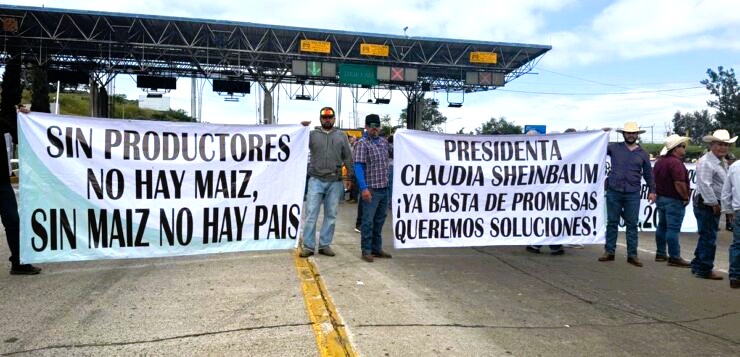 SIN PRODUCTORES
NO HAY MAIZ,
SIN MAIZ NO HAY PAIS
PRESIDENTA
CLAUDIA SHEINBAUM
¡YA BASTA DE PROMESAS
QUEREMOS SOLUCIONES!